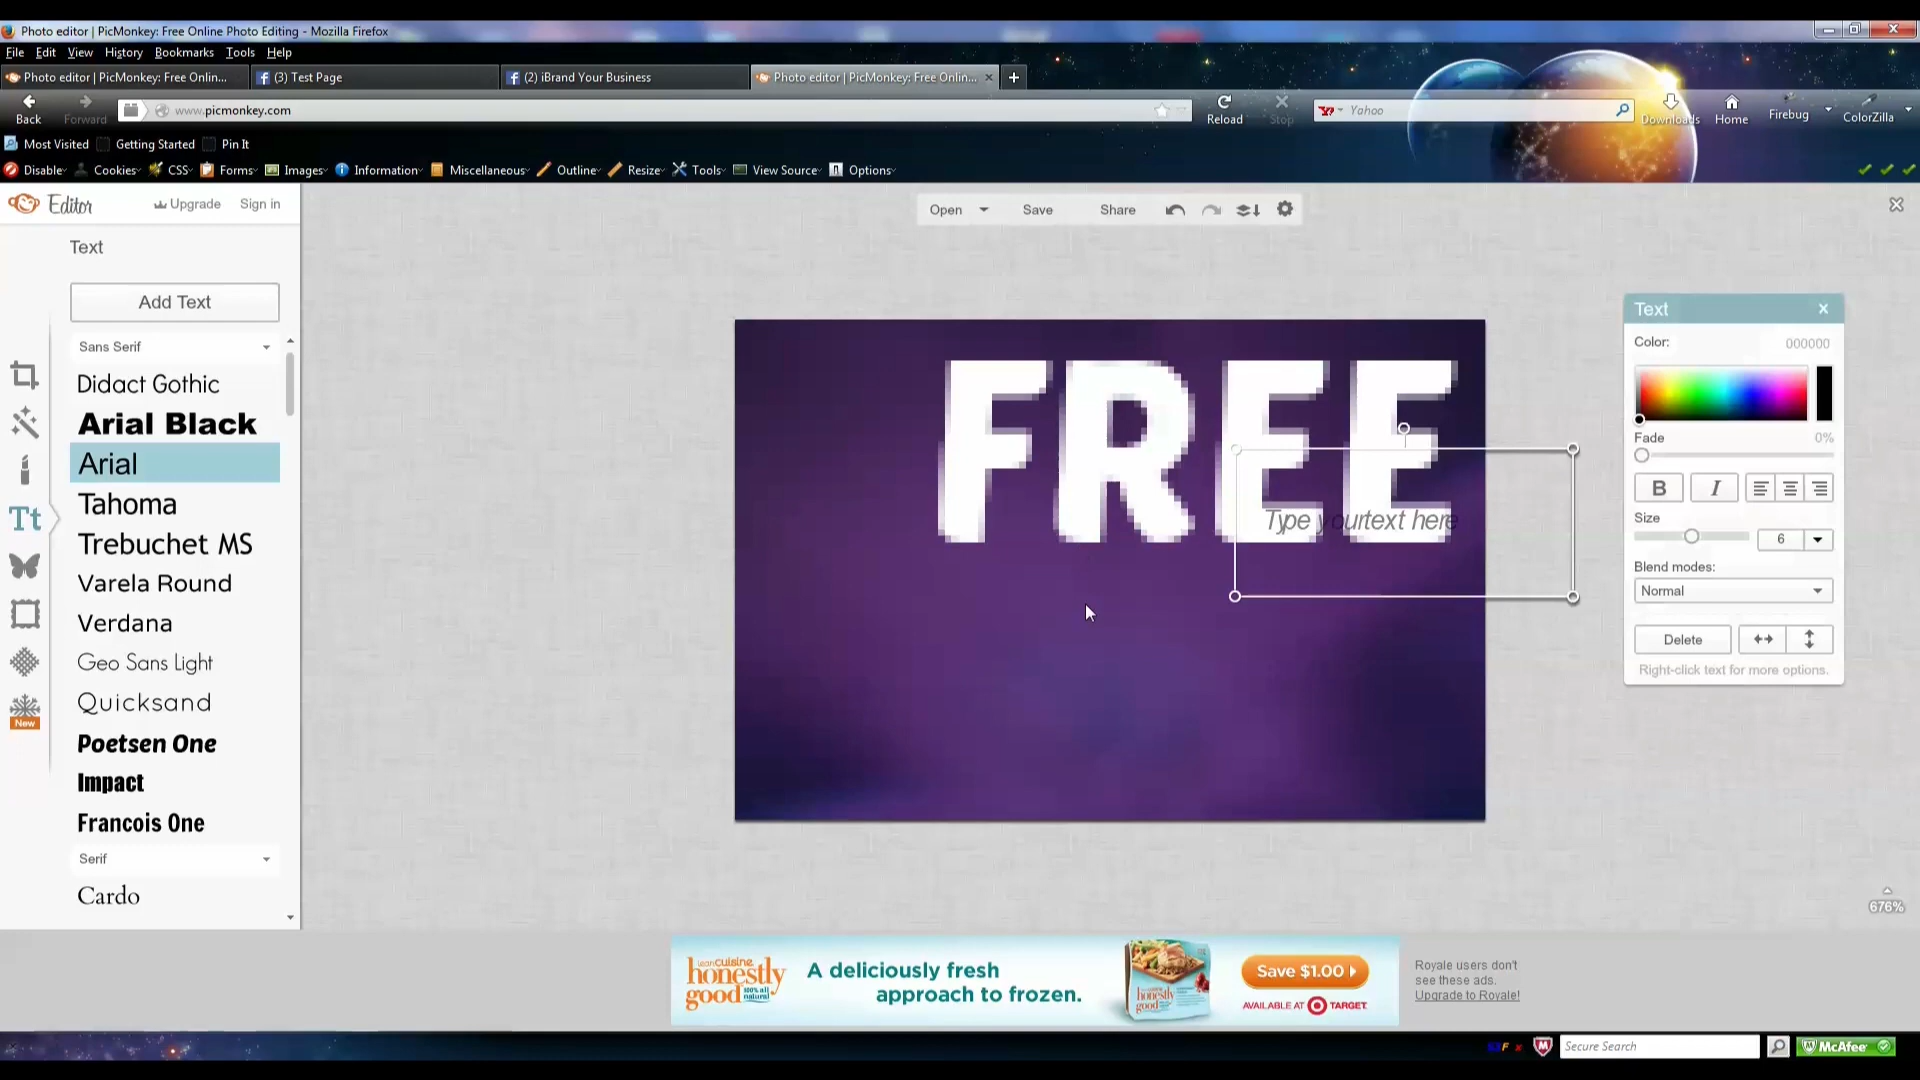 Photo editor | PicMonkey: Free Online Photo Editing - Mozilla Firefox
File Edit View History Bookmarks Tools Help
Photo editor | PicMonkey: Free Onlin...
(3) Test Page
(2) iBrand Your Business
Photo editor | PicMonkey: Free Onlin...
Back
Forward
www.picmonkey.com
Reload
Stop
Yahoo
Downloads
Home
Firebug
ColorZilla
Most Visited
Getting Started
Pin It
Disable
Cookies
CSS
Forms
Images
Information
Miscellaneous
Outline
Resize
Tools
View Source
Options
Editor
Upgrade
Sign in
Open
Save
Share
Text
Add Text
Sans Serif
Didact Gothic
Arial Black
Arial
Tahoma
Trebuchet MS
Varela Round
Verdana
Geo Sans Light
Quicksand
Poetsen One
Impact
Francois One
Serif
Cardo
Tt
New
FREE
Type your text here
Text
Color:
000000
Fade
0%
B
I
Size
6
Blend modes:
Normal
Delete
Right-click text for more options.
676%
lean cuisine
honestly
good
100% all
natural
A deliciously fresh
approach to frozen.
Save $1.00
AVAILABLE AT TARGET
Royale users don't
see these ads.
Upgrade to Royale!
Secure Search
McAfee